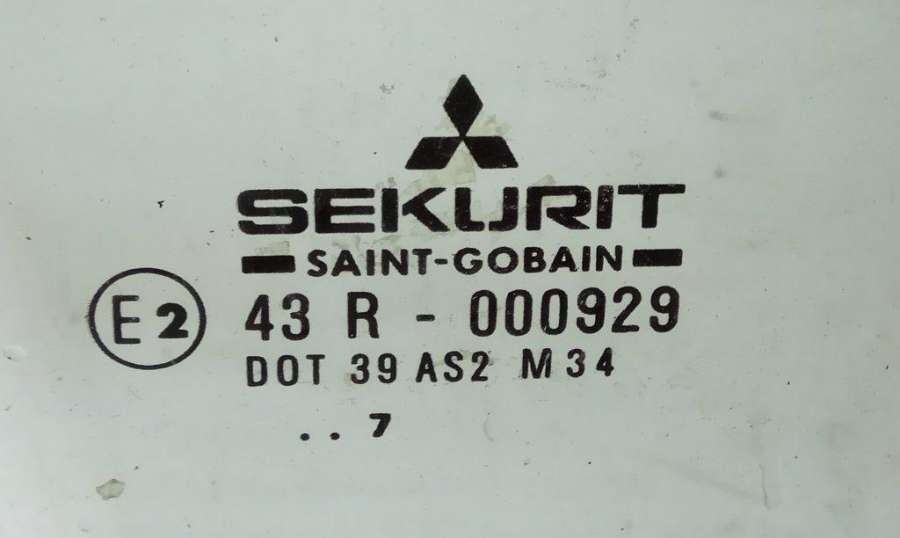 SEKURIT
SAINT-GOBAIN
E2 43 R - 000929
DOT 39 AS2 M34
..7